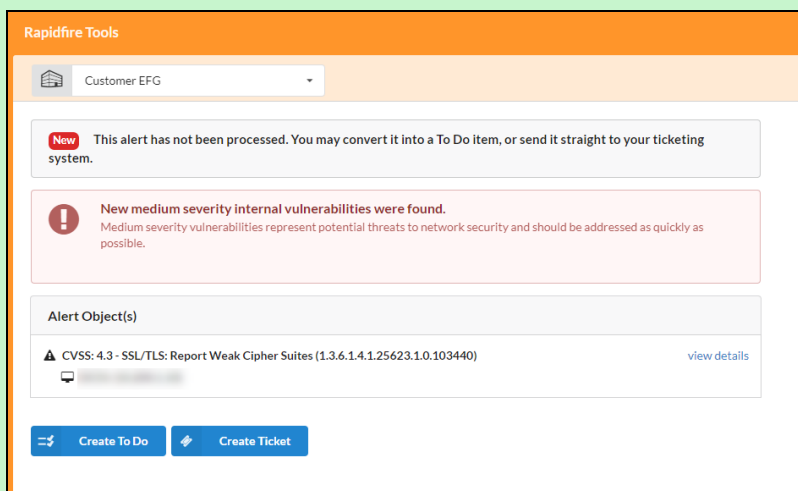 Rapidfire Tools
Customer EFG
New This alert has not been processed. You may convert it into a To Do item, or send it straight to your ticketing
system.
New medium severity internal vulnerabilities were found.
Medium severity vulnerabilities represent potential threats to network security and should be addressed as quickly as
possible.
Alert Object(s)
CVSS: 4.3 - SSL/TLS: Report Weak Cipher Suites (1.3.6.1.4.1.25623.1.0.103440) view details
Create To Do Create Ticket